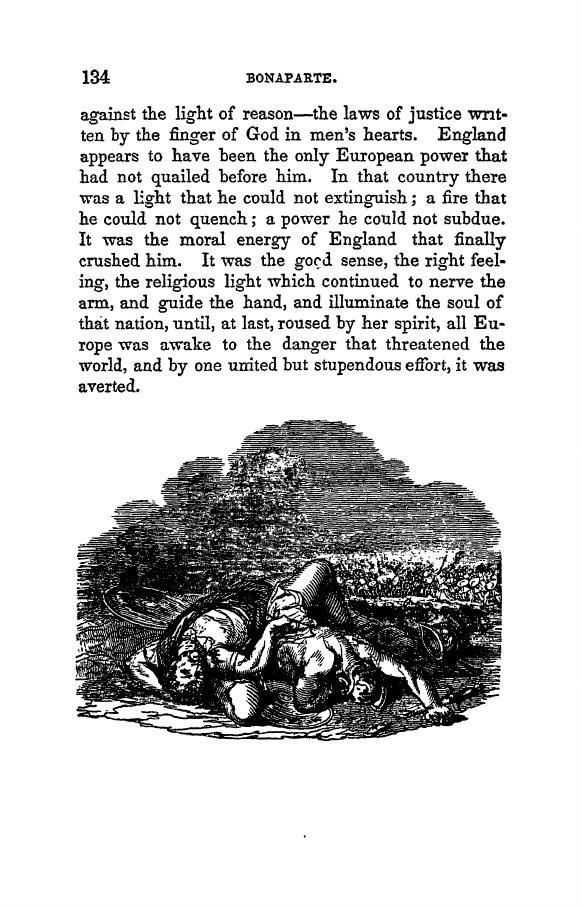 134
BONAPARTE.
against the light of reason—the laws of justice writ-
ten by the finger of God in men's hearts. England
appears to have been the only European power that
had not quailed before him. In that country there
was a light that he could not extinguish; a fire that
he could not quench; a power he could not subdue.
It was the moral energy of England that finally
crushed him. It was the good sense, the right feel-
ing, the religious light which continued to nerve the
arm, and guide the hand, and illuminate the soul of
that nation, until, at last, roused by her spirit, all Eu-
rope was awake to the danger that threatened the
world, and by one united but stupendous effort, it was
averted.